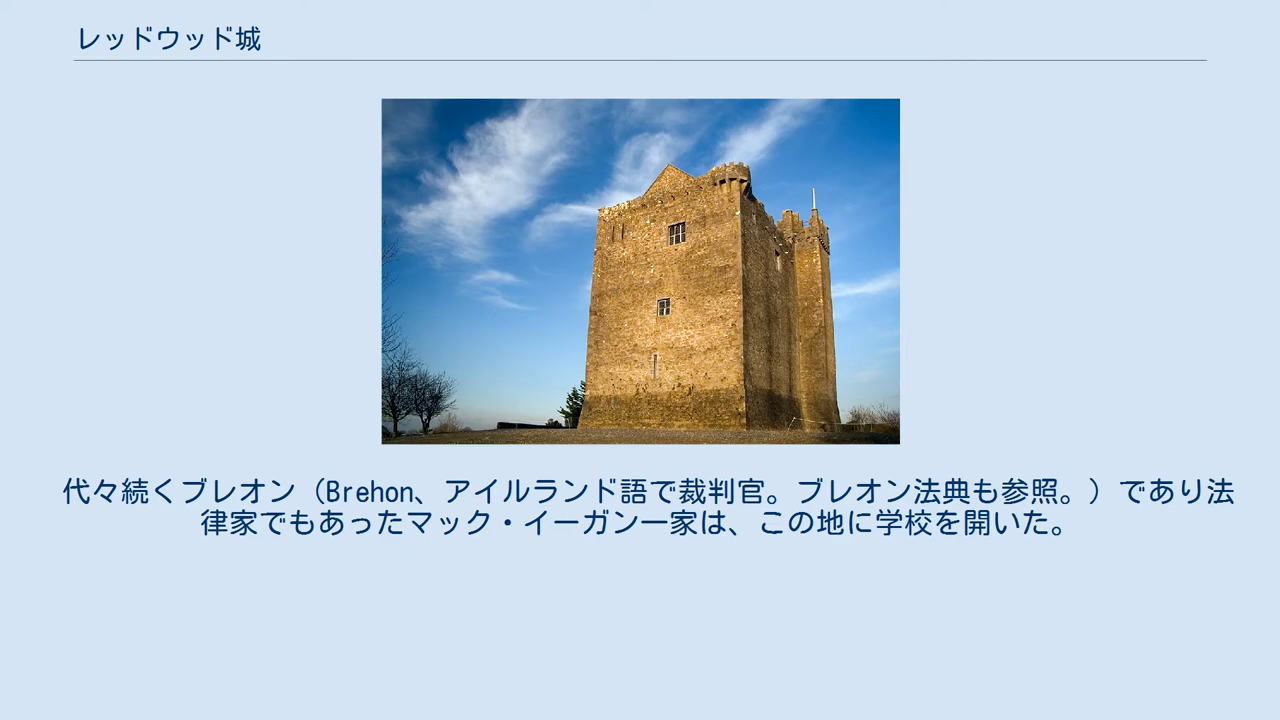 レッドウッド城
代々続くブレオン（Brehon、アイルランド語で裁判官。ブレオン法典も参照。）であり法
律家でもあったマック・イーガン一家は、この地に学校を開いた。